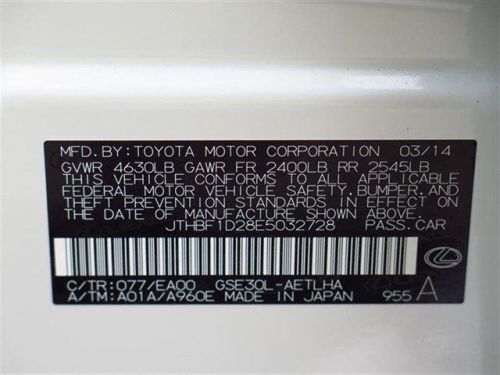 MFD. BY: TOYOTA MOTOR CORPORATION 03/14
GVWR 4630LB GAWR FR 2400LB RR 2545LB
THIS VEHICLE CONFORMS TO ALL APPLICABLE
FEDERAL MOTOR VEHICLE SAFETY, BUMPER, AND
THEFT PREVENTION STANDARDS IN EFFECT ON
THE DATE OF MANUFACTURE SHOWN ABOVE.
JTHBF1D28E5032728 PASS. CAR
C/TR: 077/EA00 GSE30L-AETLHA
A/TM: A01A/A960E MADE IN JAPAN 955 A